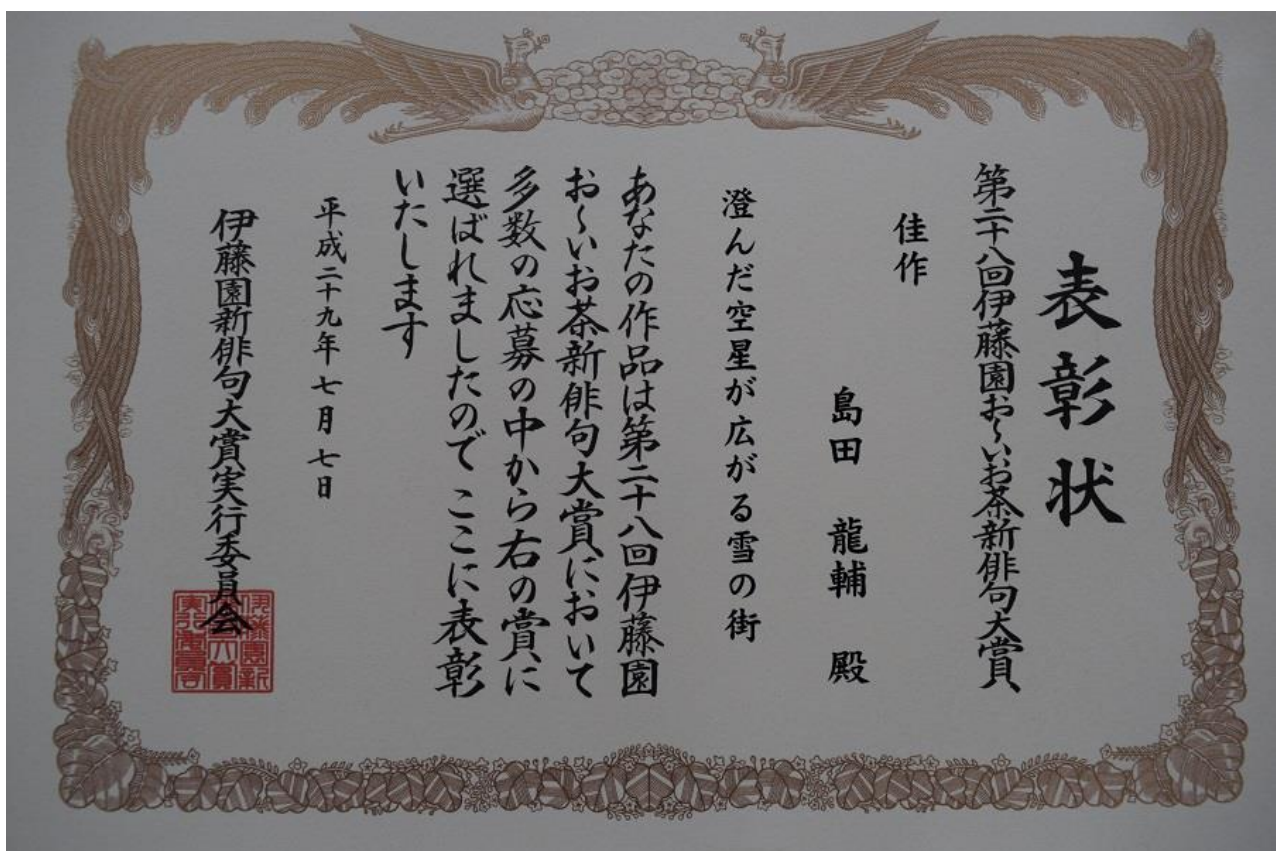 表彰状
第二十八回伊藤園お〜いお茶新俳句大賞
佳作
島田 龍輔 殿
澄んだ空星が広がる雪の街
あなたの作品は第二十八回伊藤園
お〜いお茶新俳句大賞において
多数の応募の中から右の賞に
選ばれましたので ここに表彰
いたします
平成二十九年七月七日
伊藤園新俳句大賞実行委員会